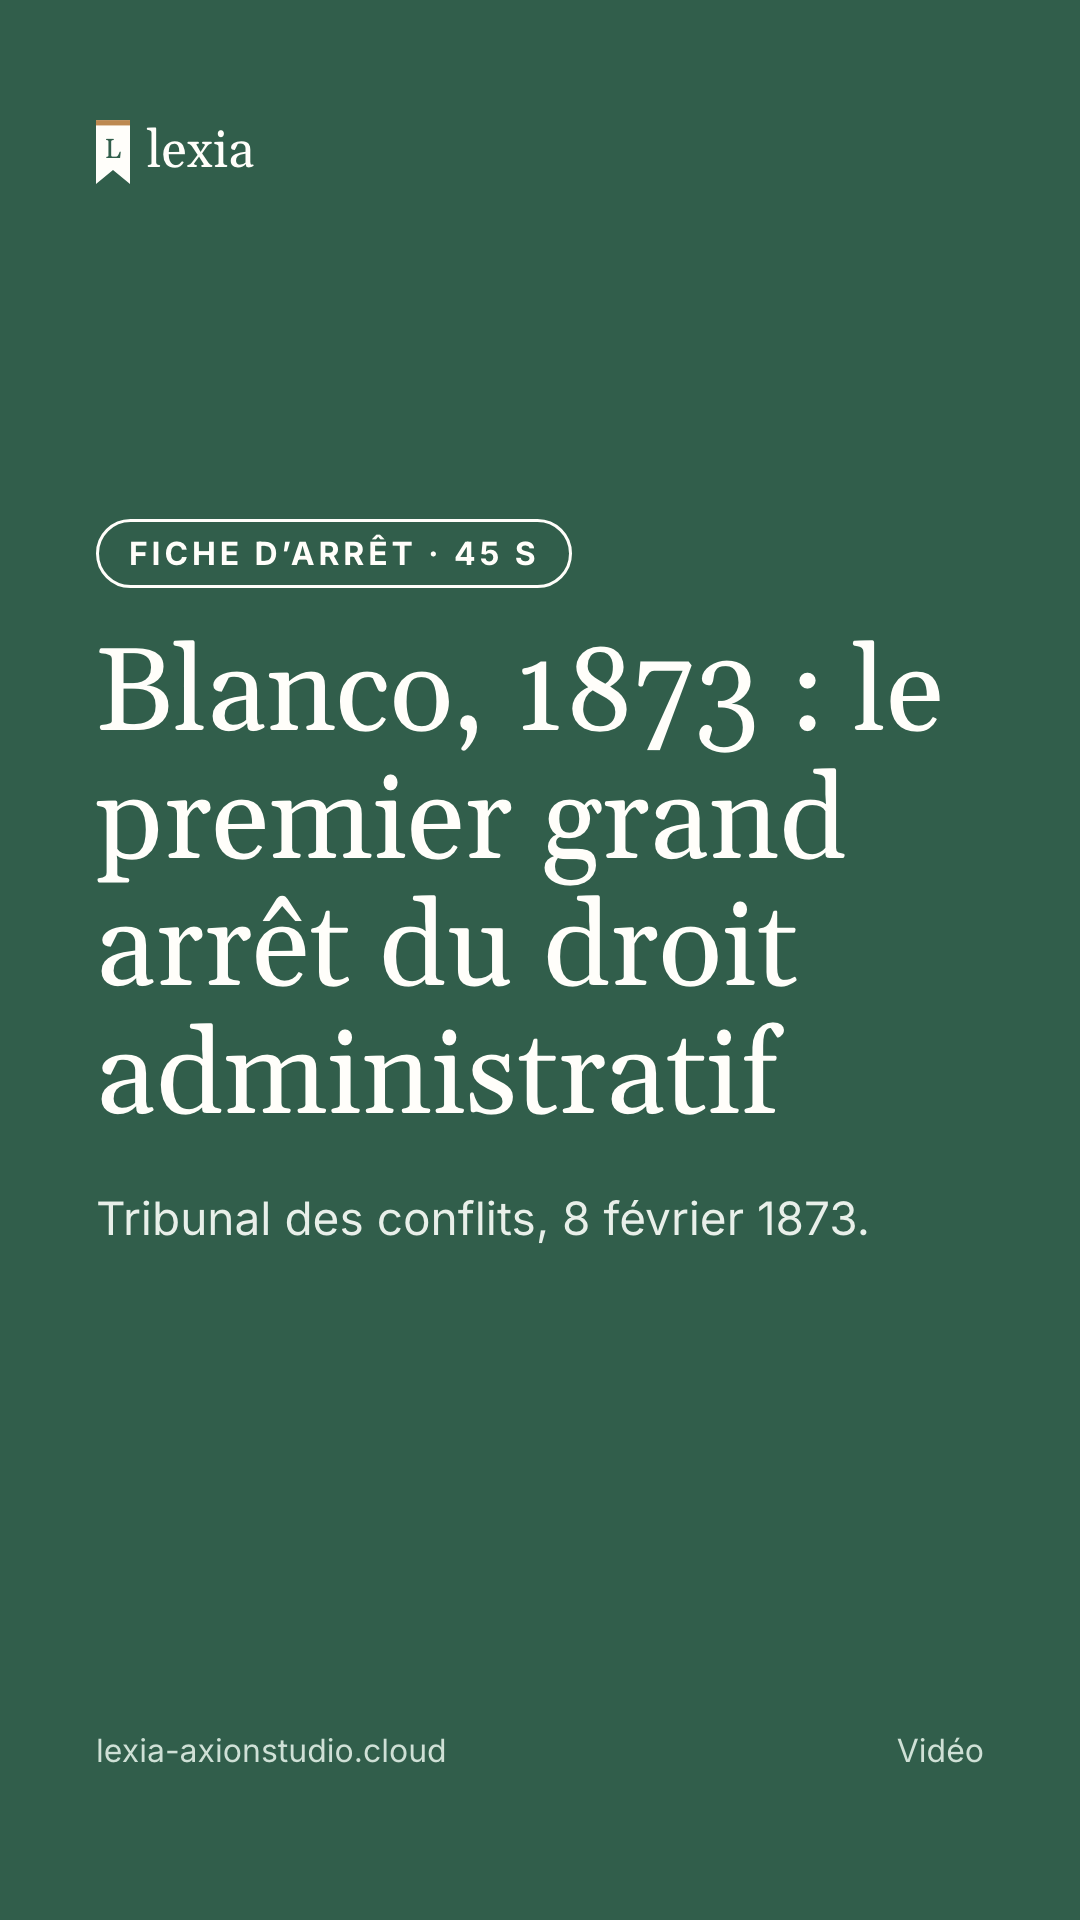 L lexia
FICHE D’ARRÊT · 45 S
Blanco, 1873 : le
premier grand
arrêt du droit
administratif
Tribunal des conflits, 8 février 1873.
lexia-axionstudio.cloud
Vidéo